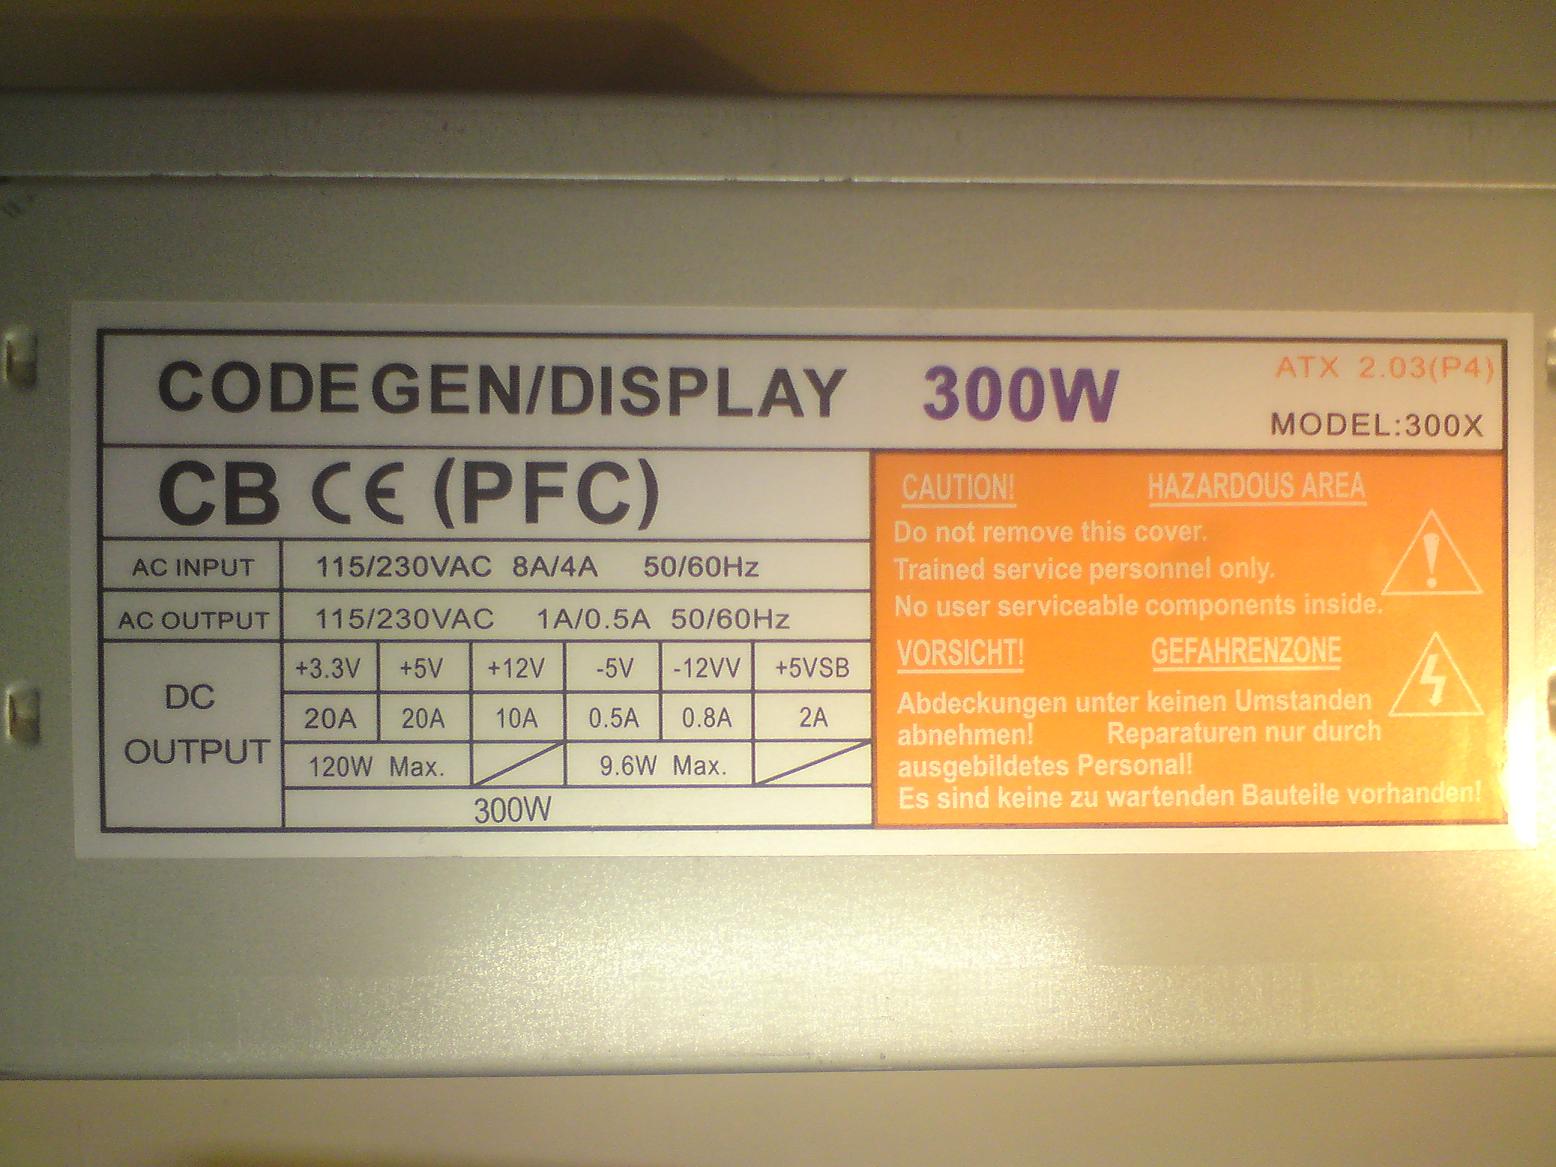 CODEGEN/DISPLAY 300W
ATX 2.03(P4)
MODEL:300X
CB CE (PFC)
AC INPUT 115/230VAC 8A/4A 50/60Hz
AC OUTPUT 115/230VAC 1A/0.5A 50/60Hz
DC OUTPUT
+3.3V +5V +12V -5V -12VV +5VSB
20A 20A 10A 0.5A 0.8A 2A
120W Max. 9.6W Max.
300W
CAUTION! HAZARDOUS AREA
Do not remove this cover.
Trained service personnel only.
No user serviceable components inside.
VORSICHT! GEFAHRENZONE
Abdeckungen unter keinen Umstanden
abnehmen! Reparaturen nur durch
ausgebildetes Personal!
Es sind keine zu wartenden Bauteile vorhanden!